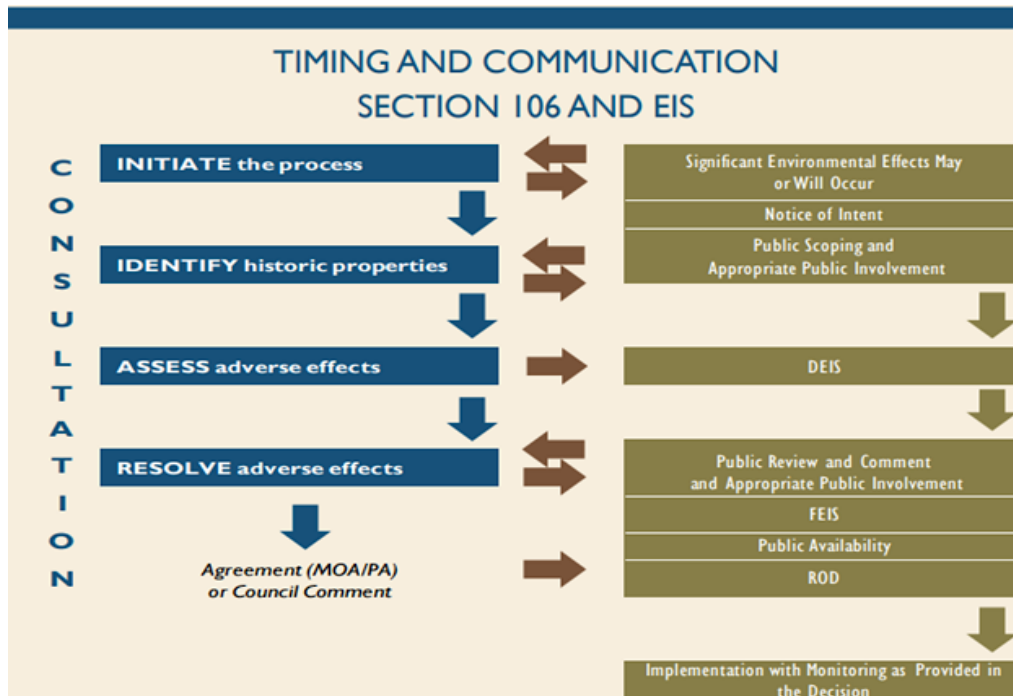 TIMING AND COMMUNICATION
SECTION 106 AND EIS
CONSULTATION
INITIATE the process
IDENTIFY historic properties
ASSESS adverse effects
RESOLVE adverse effects
Agreement (MOA/PA)
or Council Comment
Significant Environmental Effects May
or Will Occur
Notice of Intent
Public Scoping and
Appropriate Public Involvement
DEIS
Public Review and Comment
and Appropriate Public Involvement
FEIS
Public Availability
ROD
Implementation with Monitoring as Provided in
the Decision